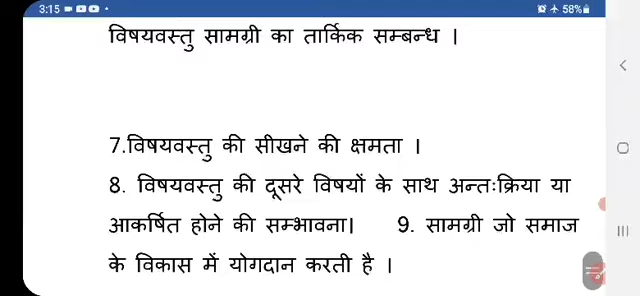 3:15
58%
विषयवस्तु सामग्री का तार्किक सम्बन्ध ।
7.विषयवस्तु की सीखने की क्षमता ।
8. विषयवस्तु की दूसरे विषयों के साथ अन्तःक्रिया या
आकर्षित होने की सम्भावना। 9. सामग्री जो समाज
के विकास में योगदान करती है ।